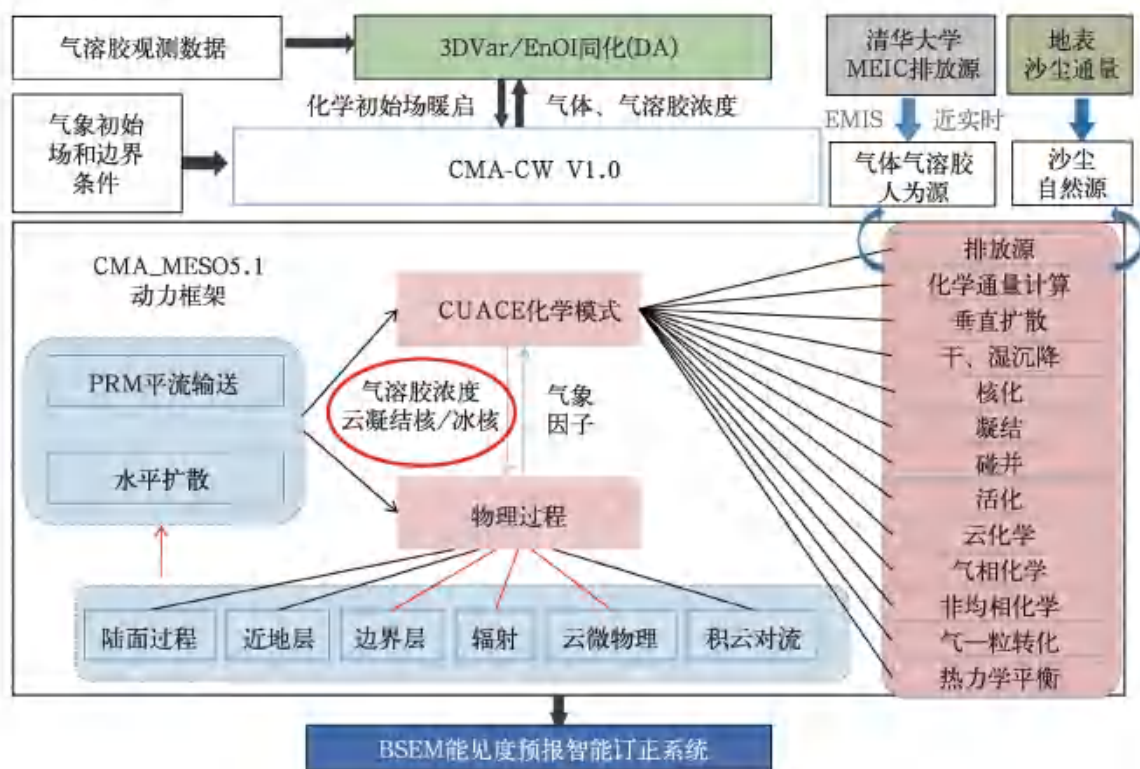 气溶胶观测数据
3DVar/EnOI同化(DA)
清华大学
MEIC排放源
地表
沙尘通量
化学初始场暖启
气体、气溶胶浓度
EMIS
近实时
气象初始
场和边界
条件
CMA-CW V1.0
气体气溶胶
人为源
沙尘
自然源
CMA_MESO5.1
动力框架
CUACE化学模式
PRM平流输送
水平扩散
气溶胶浓度
云凝结核/冰核
气象
因子
物理过程
陆面过程
近地层
边界层
辐射
云微物理
积云对流
排放源
化学通量计算
垂直扩散
干、湿沉降
核化
凝结
碰并
活化
云化学
气相化学
非均相化学
气—粒转化
热力学平衡
BSEM能见度预报智能订正系统